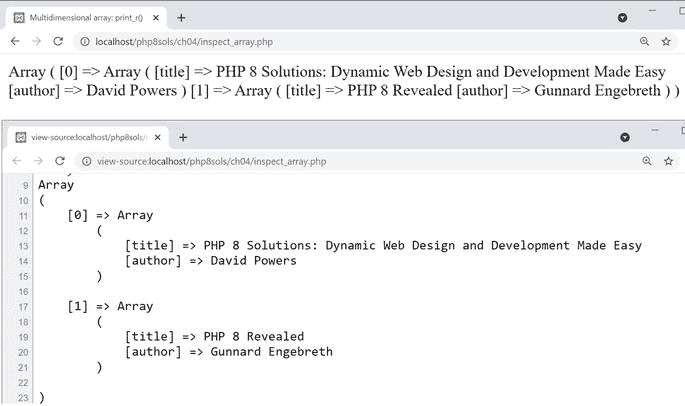 Multidimensional array: print_r()
localhost/php8sols/ch04/inspect_array.php
Array ( [0] => Array ( [title] => PHP 8 Solutions: Dynamic Web Design and Development Made Easy
[author] => David Powers ) [1] => Array ( [title] => PHP 8 Revealed [author] => Gunnard Engebreth ) )
view-source:localhost/php8sols/
view-source:localhost/php8sols/ch04/inspect_array.php
9 Array
10 (
11 [0] => Array
12 (
13 [title] => PHP 8 Solutions: Dynamic Web Design and Development Made Easy
14 [author] => David Powers
15 )
16
17 [1] => Array
18 (
19 [title] => PHP 8 Revealed
20 [author] => Gunnard Engebreth
21 )
22
23 )